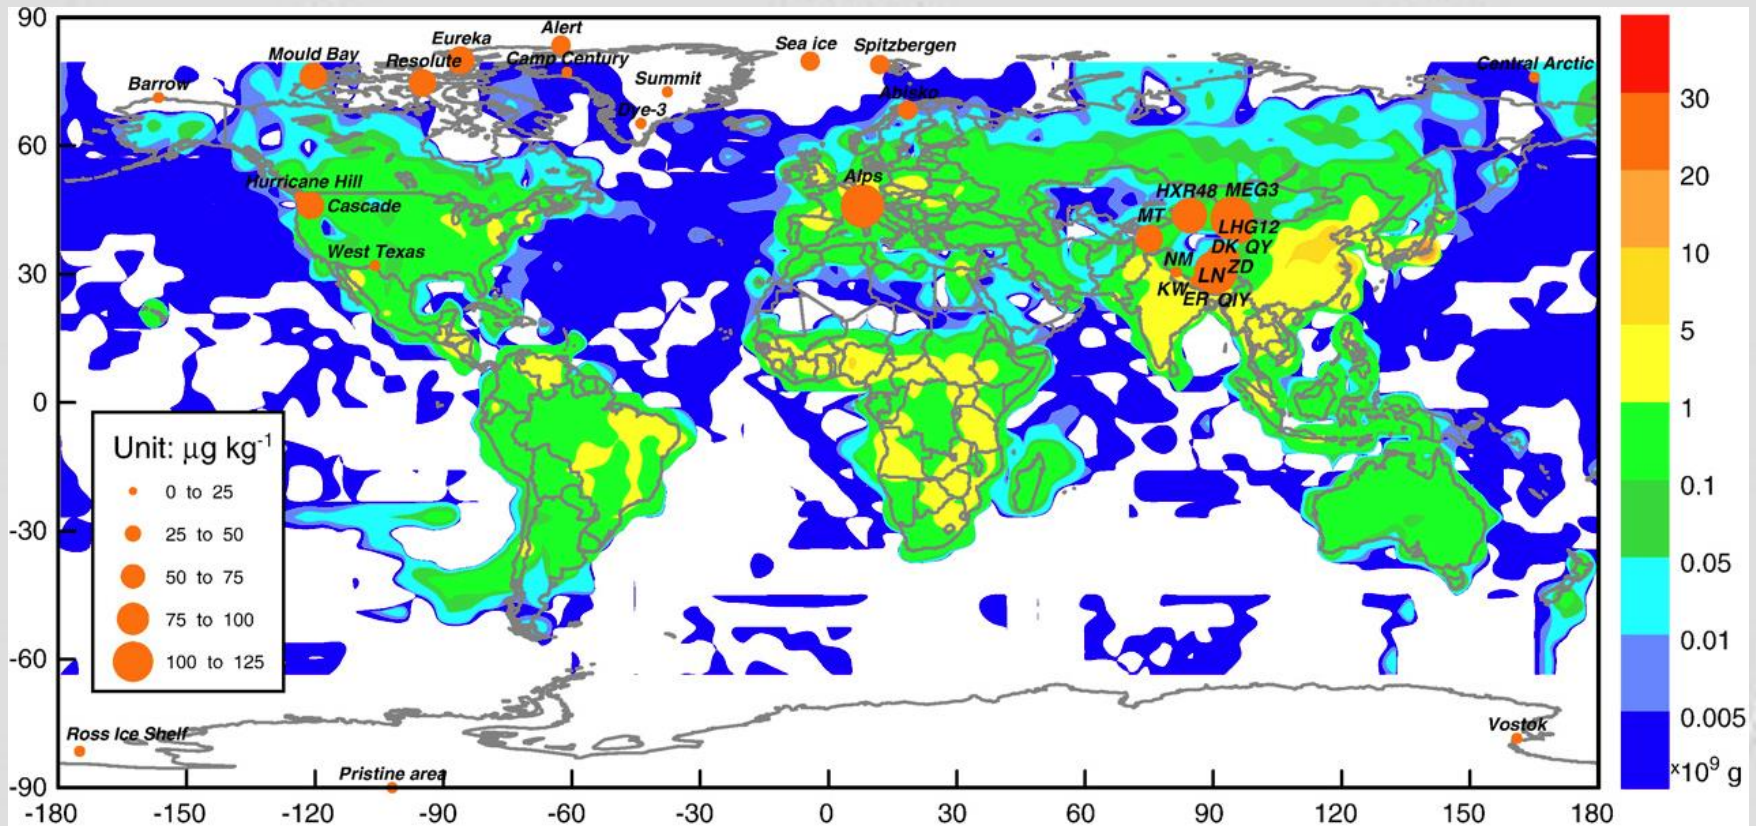 90
60
30
0
-30
-60
-90
-180
-150
-120
-90
-60
-30
0
30
60
90
120
150
180
Barrow
Mould Bay
Resolute
Eureka
Alert
Camp Century
Summit
Dye-3
Sea ice
Spitzbergen
Abisko
Central Arctic
Hurricane Hill
Cascade
West Texas
Alps
HXR48 MEG3
MT
LHG12
DK QY
NM
ZD
LN
KW
ER QIY
Ross Ice Shelf
Pristine area
Vostok
Unit: μg kg-1
0 to 25
25 to 50
50 to 75
75 to 100
100 to 125
30
20
10
5
1
0.1
0.05
0.01
0.005
x10⁹ g